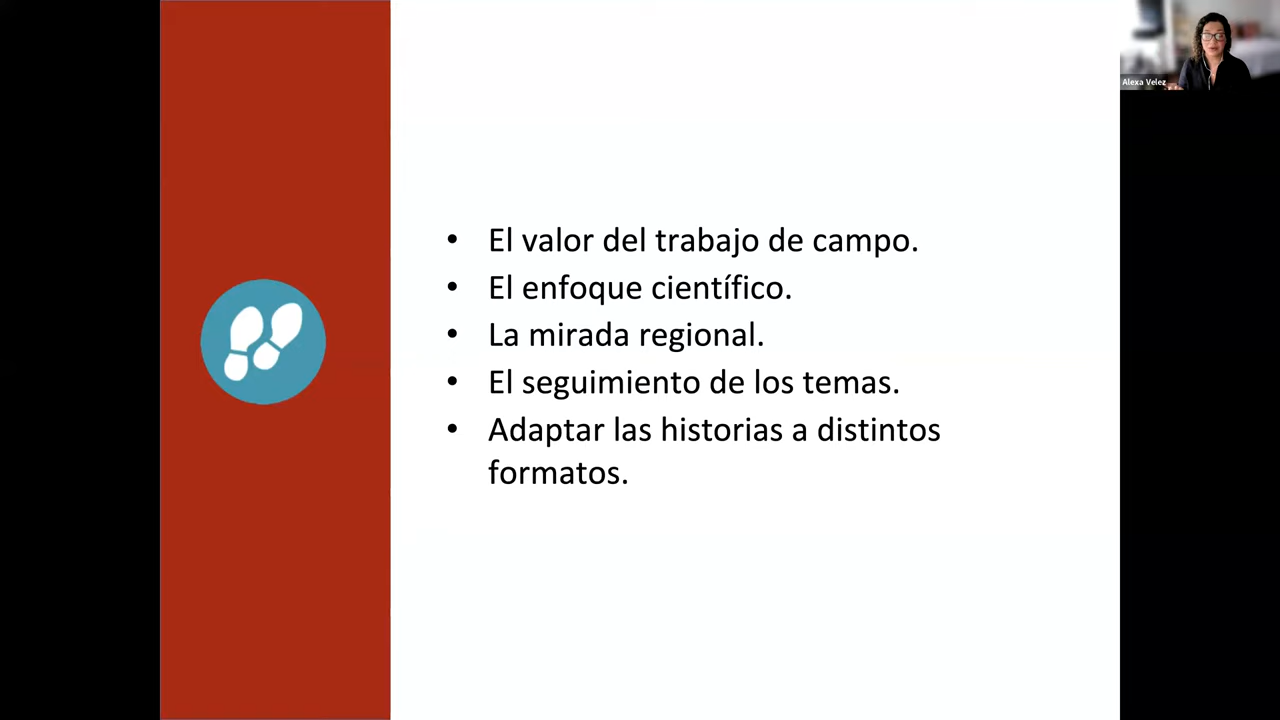 Alexa Velez
• El valor del trabajo de campo.
• El enfoque científico.
• La mirada regional.
• El seguimiento de los temas.
• Adaptar las historias a distintos
formatos.